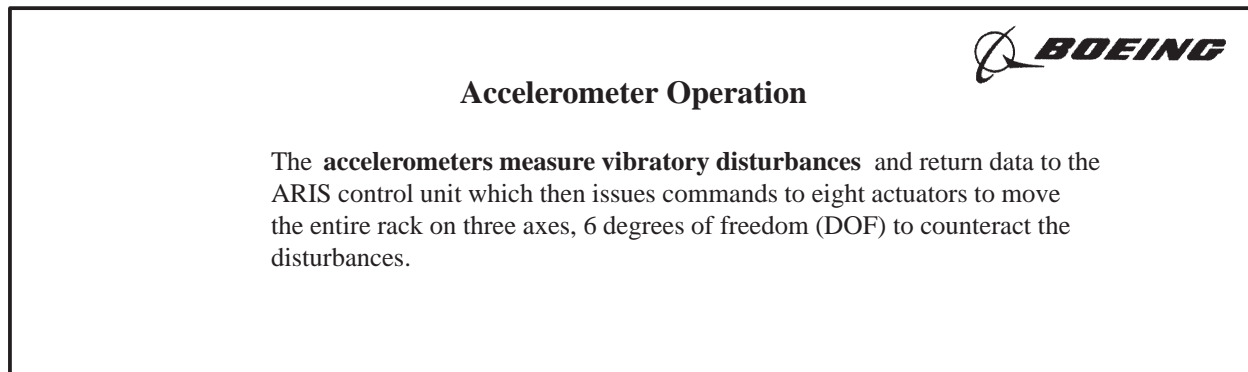 BOEING
Accelerometer Operation
The accelerometers measure vibratory disturbances and return data to the
ARIS control unit which then issues commands to eight actuators to move
the entire rack on three axes, 6 degrees of freedom (DOF) to counteract the
disturbances.